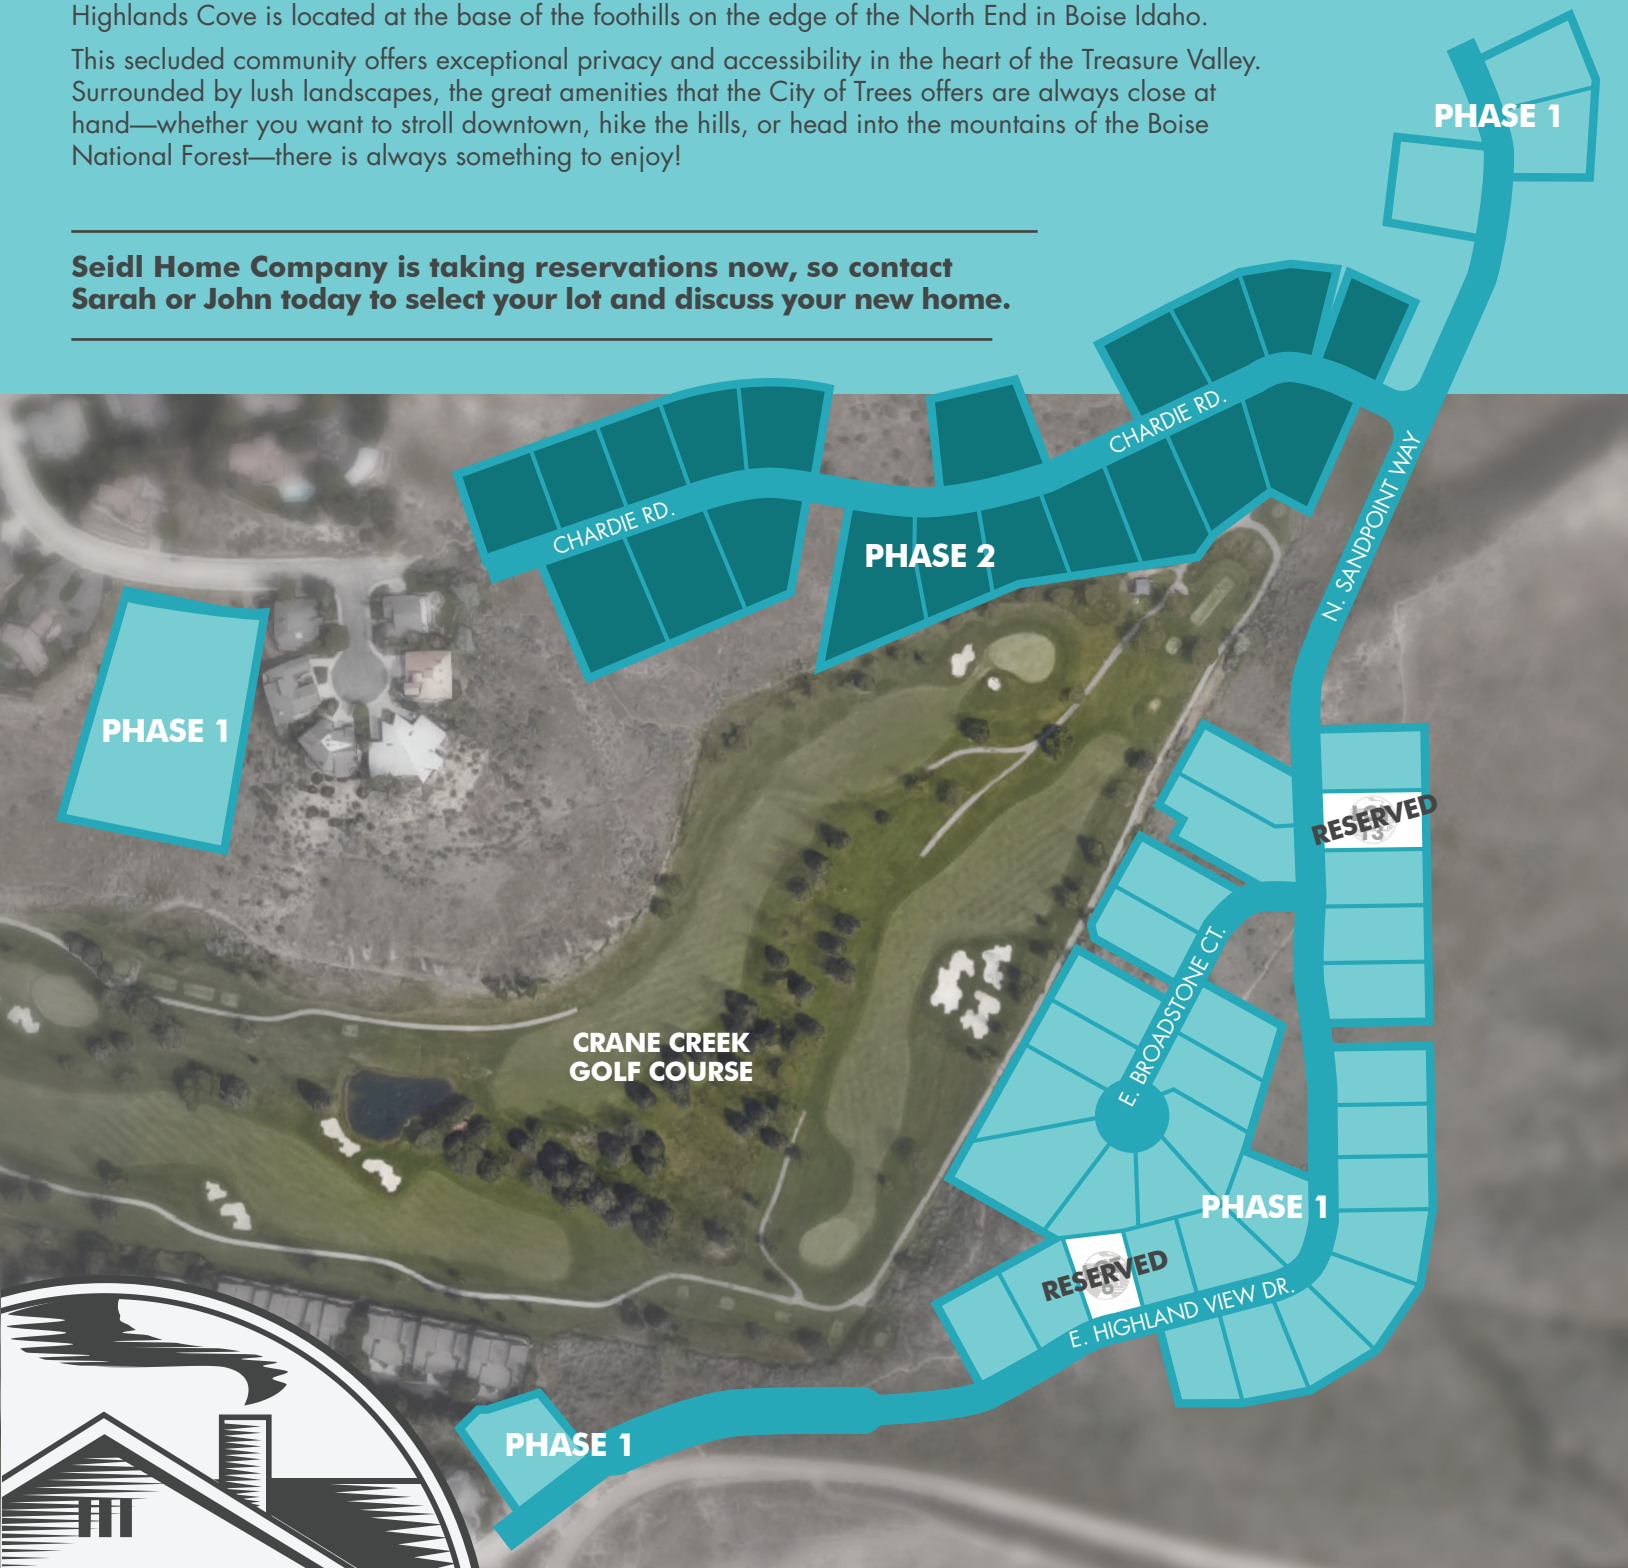 Highlands Cove is located at the base of the foothills on the edge of the North End in Boise Idaho.
This secluded community offers exceptional privacy and accessibility in the heart of the Treasure Valley.
Surrounded by lush landscapes, the great amenities that the City of Trees offers are always close at
hand—whether you want to stroll downtown, hike the hills, or head into the mountains of the Boise
National Forest—there is always something to enjoy!
Seidl Home Company is taking reservations now, so contact
Sarah or John today to select your lot and discuss your new home.
PHASE 1
CHARDIE RD.
CHARDIE RD.
PHASE 2
N. SANDPOINT WAY
PHASE 1
RESERVED
13
E. BROADSTONE CT.
CRANE CREEK
GOLF COURSE
PHASE 1
RESERVED
6
E. HIGHLAND VIEW DR.
PHASE 1